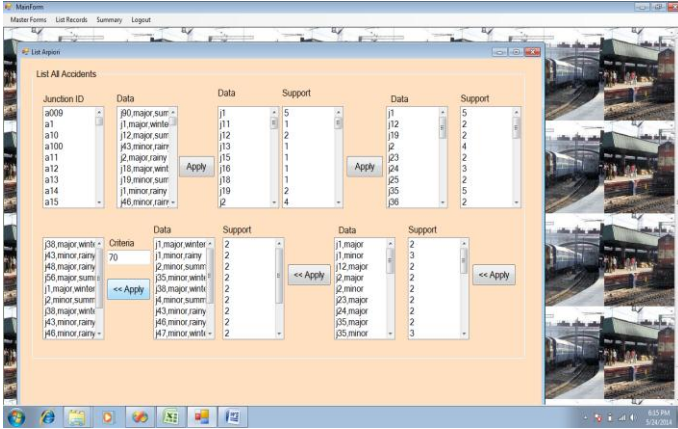 MainForm
Master Forms List Records Summary Logout
List Arpiori
List All Accidents
Junction ID
a009
a1
a10
a100
a11
a12
a13
a14
a15
Data
j90,major,sum
j1,major,winte
j12,minor,sum
j43,minor,rain
j2,major,rainy
j18,major,wint
j19,minor,sum
j1,minor,rainy
j46,minor,rain
Apply
Data Support
j1 5
j11 1
j12 2
j13 1
j15 1
j16 1
j18 1
j19 2
j2 4
Apply
Data Support
j1 5
j12 2
j19 2
j2 4
j23 2
j24 3
j25 2
j35 5
j36 2
j38,major,winte
j43,minor,rainy
j48,major,rainy
j56,major,summ
j1,major,winter
j2,minor,summ
j38,major,winte
j43,minor,rainy
j46,minor,rainy
Criteria
70
<< Apply
Data Support
j1,major,winter 2
j1,minor,rainy 2
j2,minor,summ 2
j35,minor,winte 2
j38,major,winte 2
j4,minor,summ 2
j43,minor,rainy 2
j46,minor,rainy 2
j47,minor,winte 2
<< Apply
Data Support
j1,major 2
j1,minor 3
j12,major 2
j2,major 2
j2,minor 2
j23,major 2
j24,major 2
j35,major 2
j35,minor 3
<< Apply
6:15 PM
5/24/2014